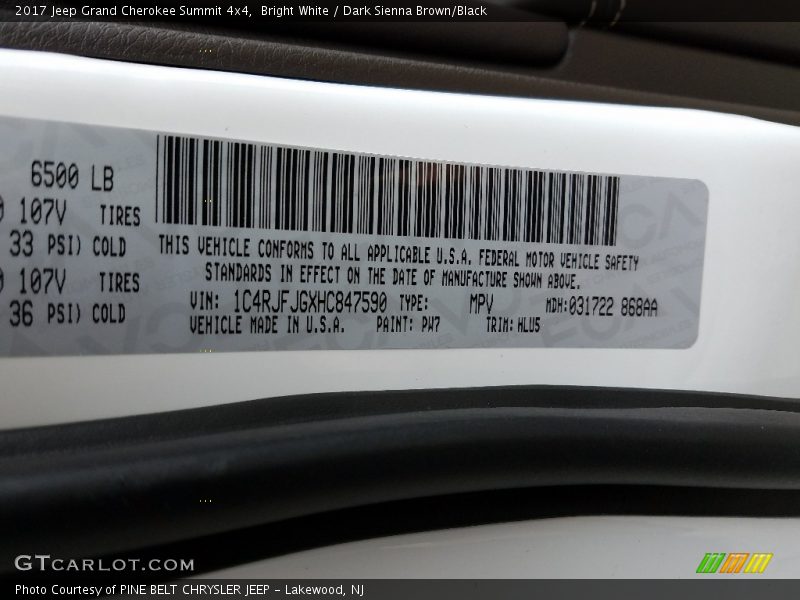 2017 Jeep Grand Cherokee Summit 4x4,  Bright White / Dark Sienna Brown/Black
6500 LB
107V TIRES
33 PSI) COLD
107V TIRES
36 PSI) COLD
THIS VEHICLE CONFORMS TO ALL APPLICABLE U.S.A. FEDERAL MOTOR VEHICLE SAFETY
STANDARDS IN EFFECT ON THE DATE OF MANUFACTURE SHOWN ABOVE.
VIN: 1C4RJFJGXHC847590 TYPE: MPV MDH:031722 868AA
VEHICLE MADE IN U.S.A. PAINT: PW7 TRIM: HLU5
GTCARLOT.COM
Photo Courtesy of PINE BELT CHRYSLER JEEP - Lakewood, NJ